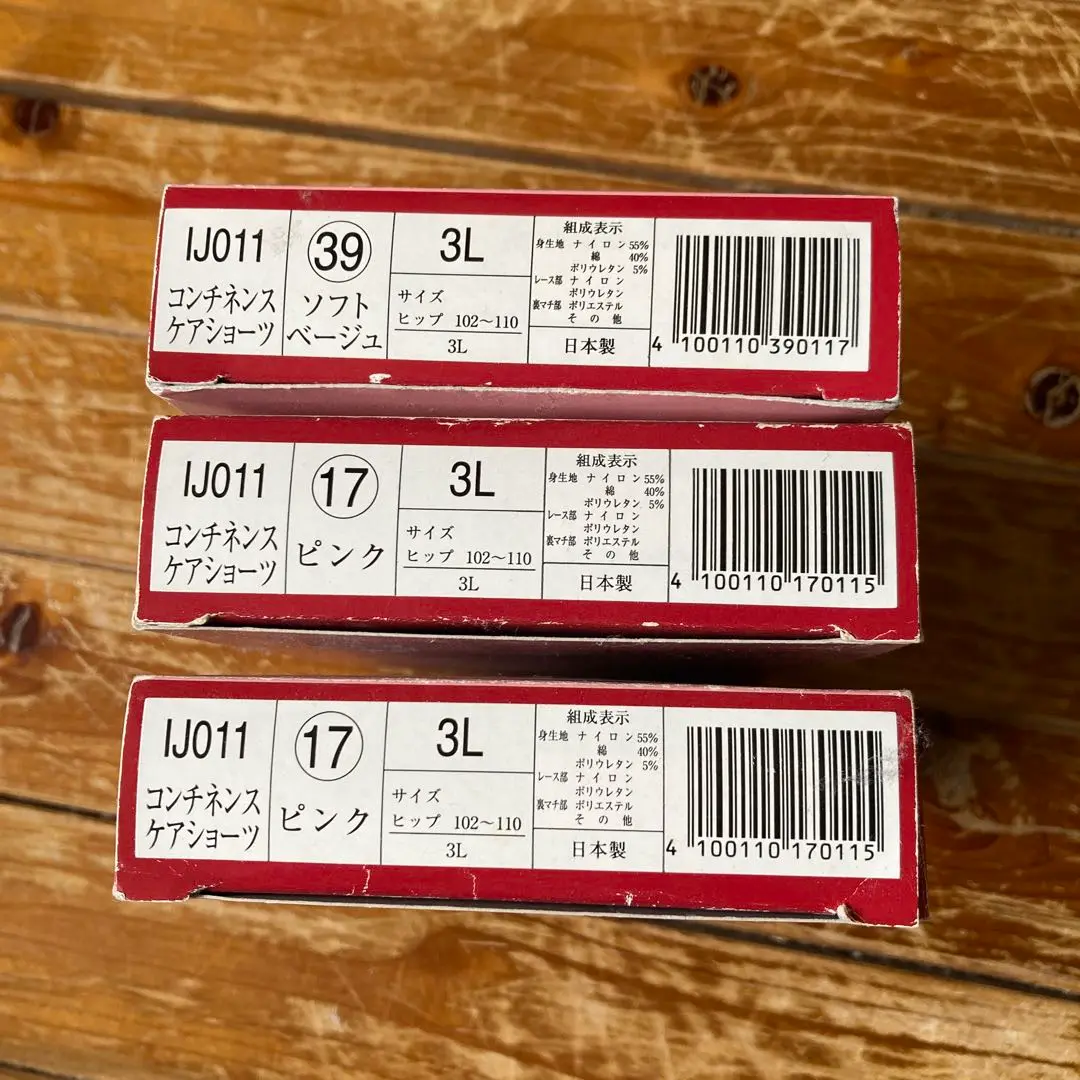 IJ011
コンチネンス
ケアショーツ
39
ソフト
ベージュ
3L
サイズ
ヒップ 102〜110
3L
組成表示
身生地 ナイロン 55%
綿 40%
ポリウレタン 5%
レース部 ナイロン
ポリウレタン
裏マチ部 ポリエステル
その他
日本製
4 100110 390117
IJ011
コンチネンス
ケアショーツ
17
ピンク
3L
サイズ
ヒップ 102〜110
3L
組成表示
身生地 ナイロン 55%
綿 40%
ポリウレタン 5%
レース部 ナイロン
ポリウレタン
裏マチ部 ポリエステル
その他
日本製
4 100110 170115
IJ011
コンチネンス
ケアショーツ
17
ピンク
3L
サイズ
ヒップ 102〜110
3L
組成表示
身生地 ナイロン 55%
綿 40%
ポリウレタン 5%
レース部 ナイロン
ポリウレタン
裏マチ部 ポリエステル
その他
日本製
4 100110 170115